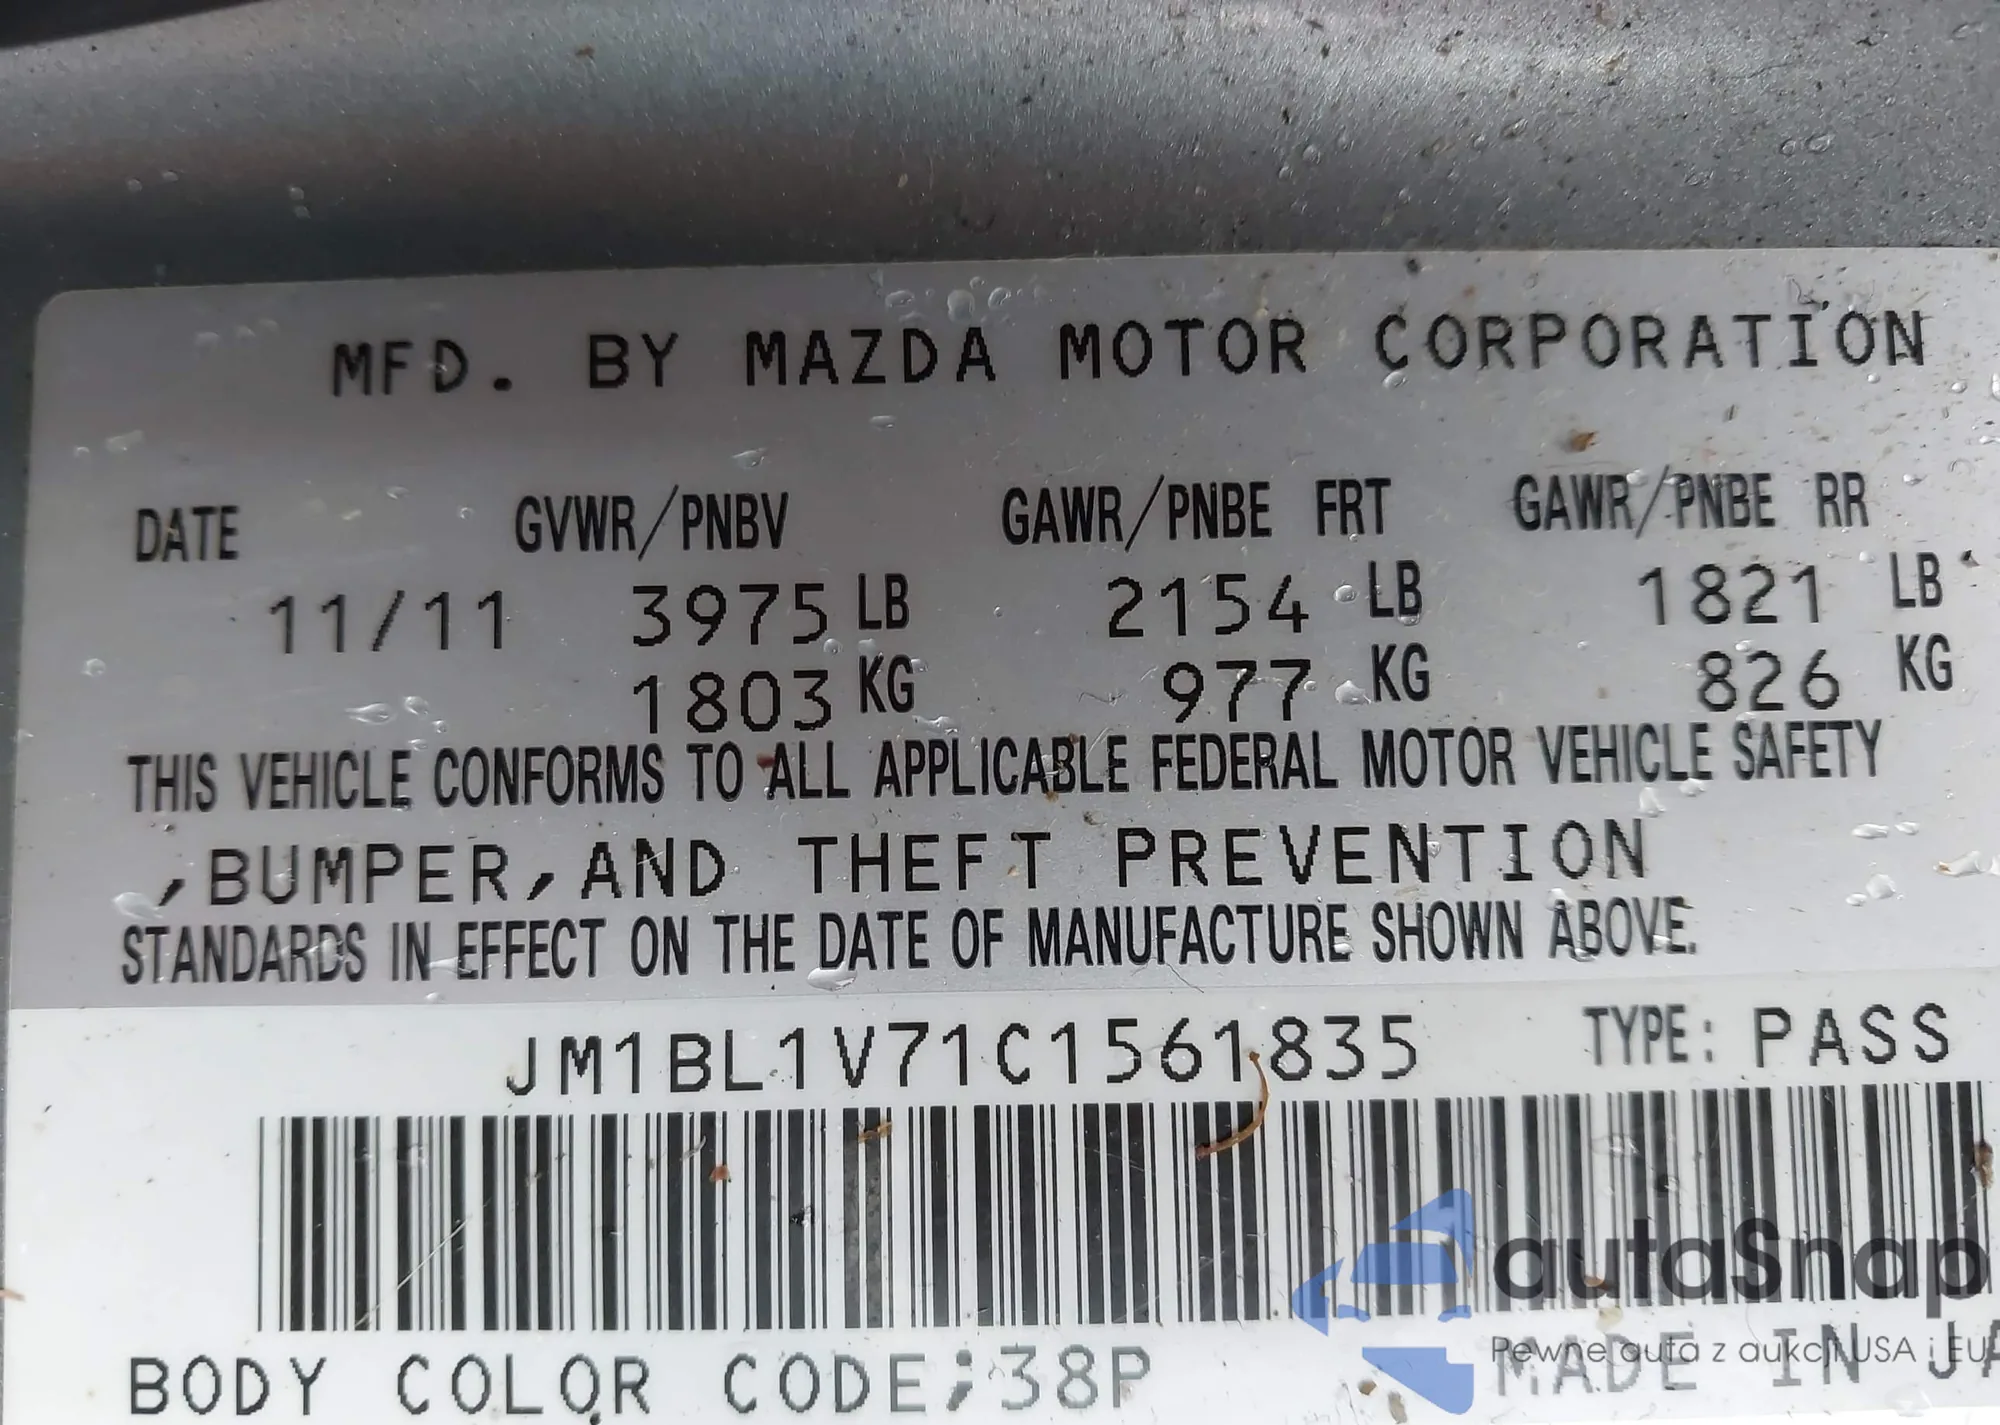 MFD. BY MAZDA MOTOR CORPORATION
DATE GVWR/PNBV GAWR/PNBE FRT GAWR/PNBE RR
11/11 3975 LB 2154 LB 1821 LB
1803 KG 977 KG 826 KG
THIS VEHICLE CONFORMS TO ALL APPLICABLE FEDERAL MOTOR VEHICLE SAFETY
,BUMPER,AND THEFT PREVENTION
STANDARDS IN EFFECT ON THE DATE OF MANUFACTURE SHOWN ABOVE.
JM1BL1V71C1561835 TYPE: PASS
autaSnap
Pewne auta z aukcji USA i EU
BODY COLOR CODE;38P MADE IN JA